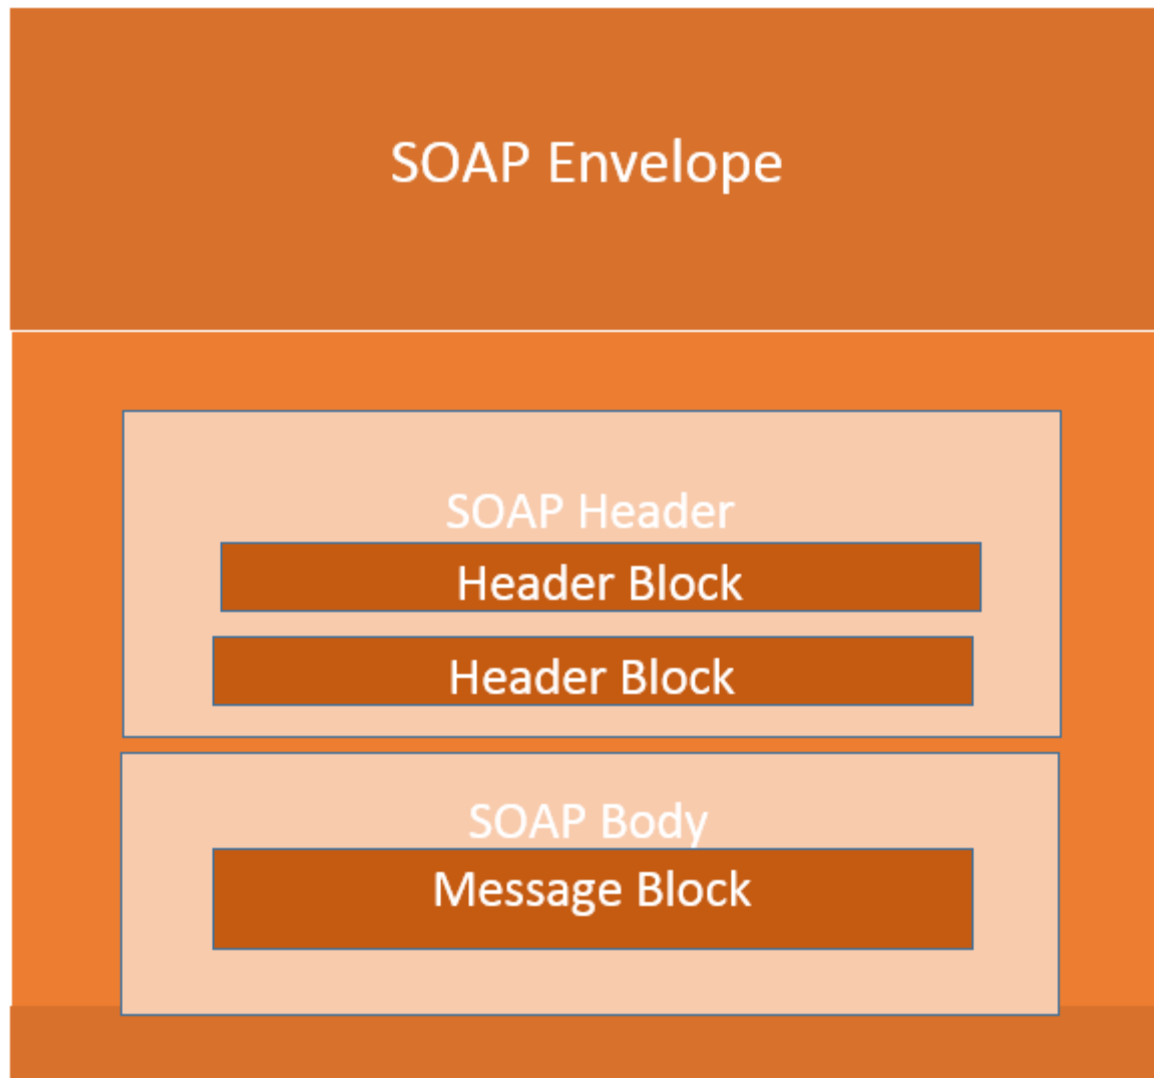 SOAP Envelope
SOAP Header
Header Block
Header Block
SOAP Body
Message Block